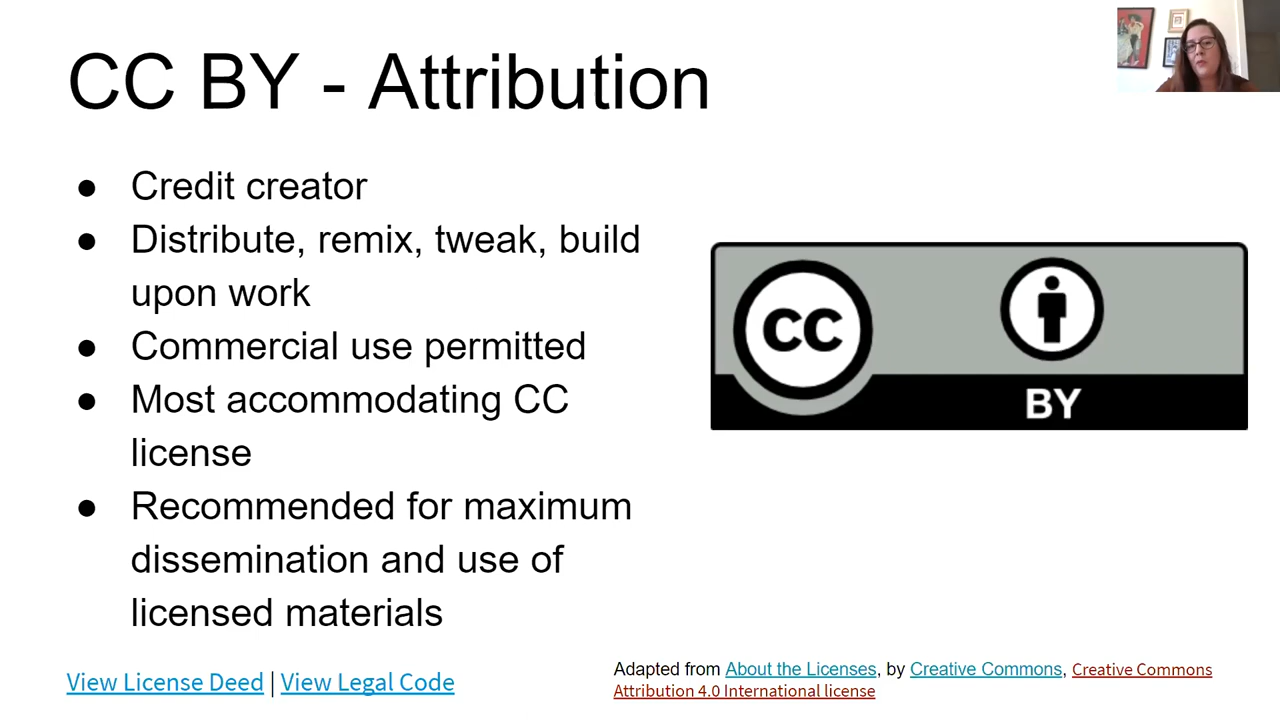 CC BY - Attribution
● Credit creator
● Distribute, remix, tweak, build
upon work
● Commercial use permitted
● Most accommodating CC
license
● Recommended for maximum
dissemination and use of
licensed materials
CC
BY
View License Deed | View Legal Code
Adapted from About the Licenses, by Creative Commons, Creative Commons
Attribution 4.0 International license